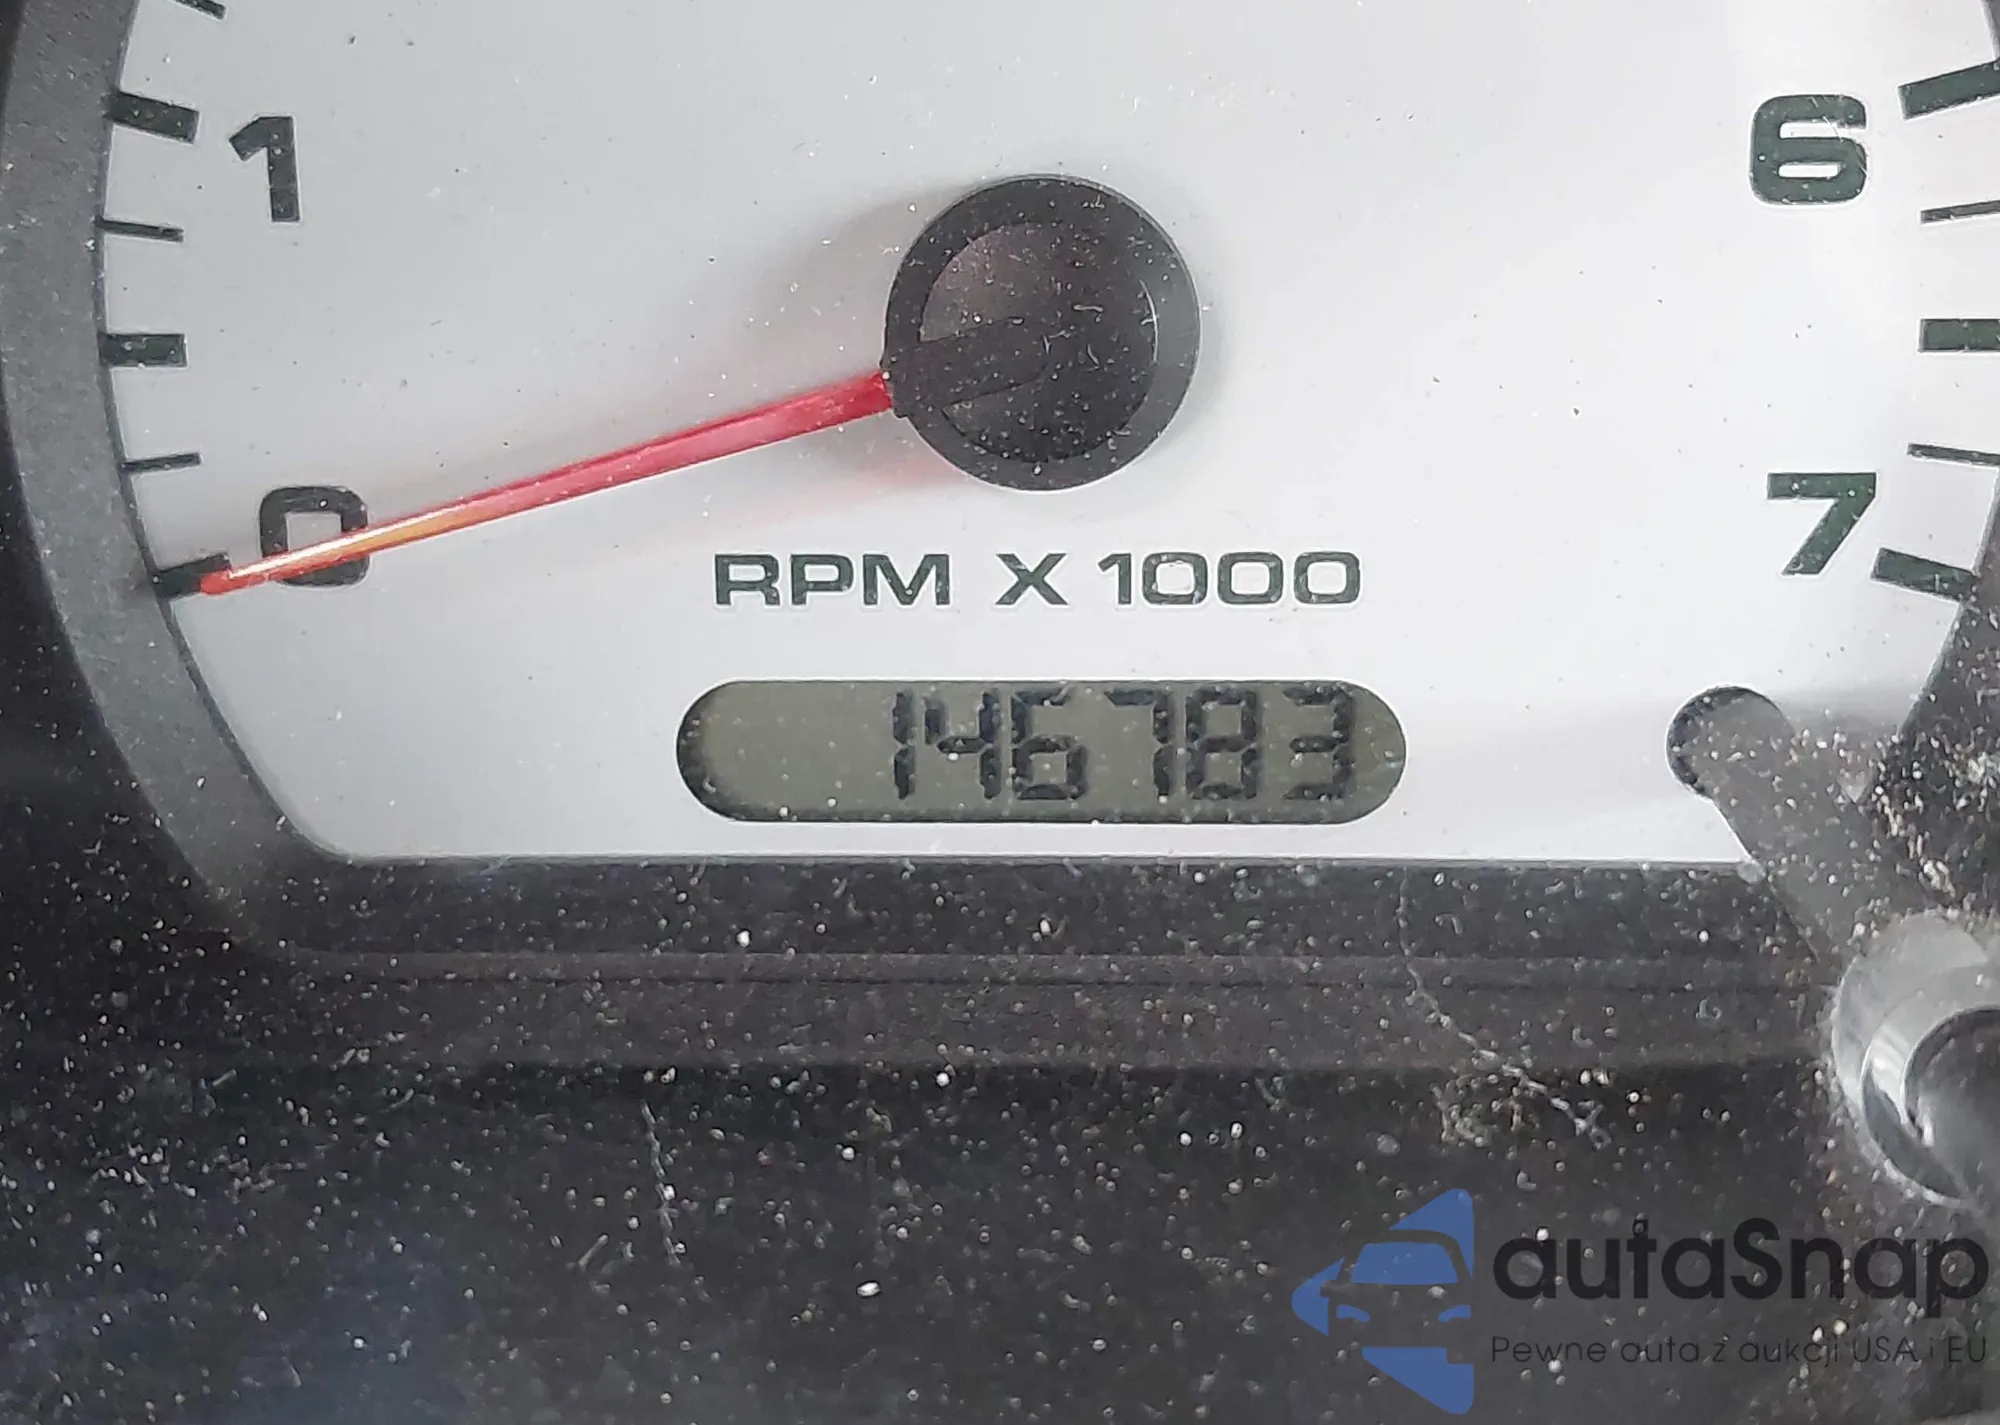 1
6
0
7
RPM X 1000
146783
autaSnap
Pewne auta z aukcji USA i EU